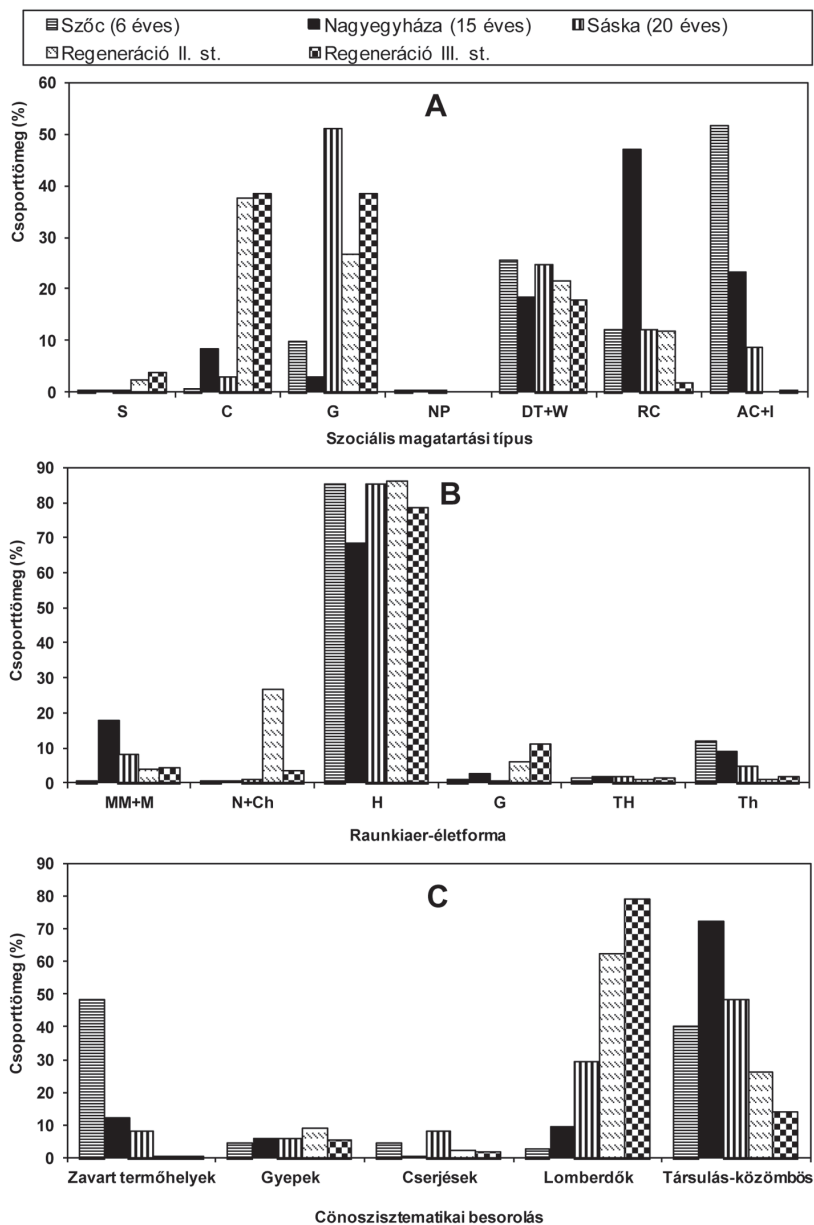 Szőc (6 éves) Nagyegyháza (15 éves) Sáska (20 éves)
Regeneráció II. st. Regeneráció III. st.
A
Csoporttömeg (%)
60
50
40
30
20
10
0
S C G NP DT+W RC AC+I
Szociális magatartási típus
B
Csoporttömeg (%)
90
80
70
60
50
40
30
20
10
0
MM+M N+Ch H G TH Th
Raunkiaer-életforma
C
Csoporttömeg (%)
90
80
70
60
50
40
30
20
10
0
Zavart termőhelyek Gyepek Cserjések Lomberdők Társulás-közömbös
Cönoszisztematikai besorolás